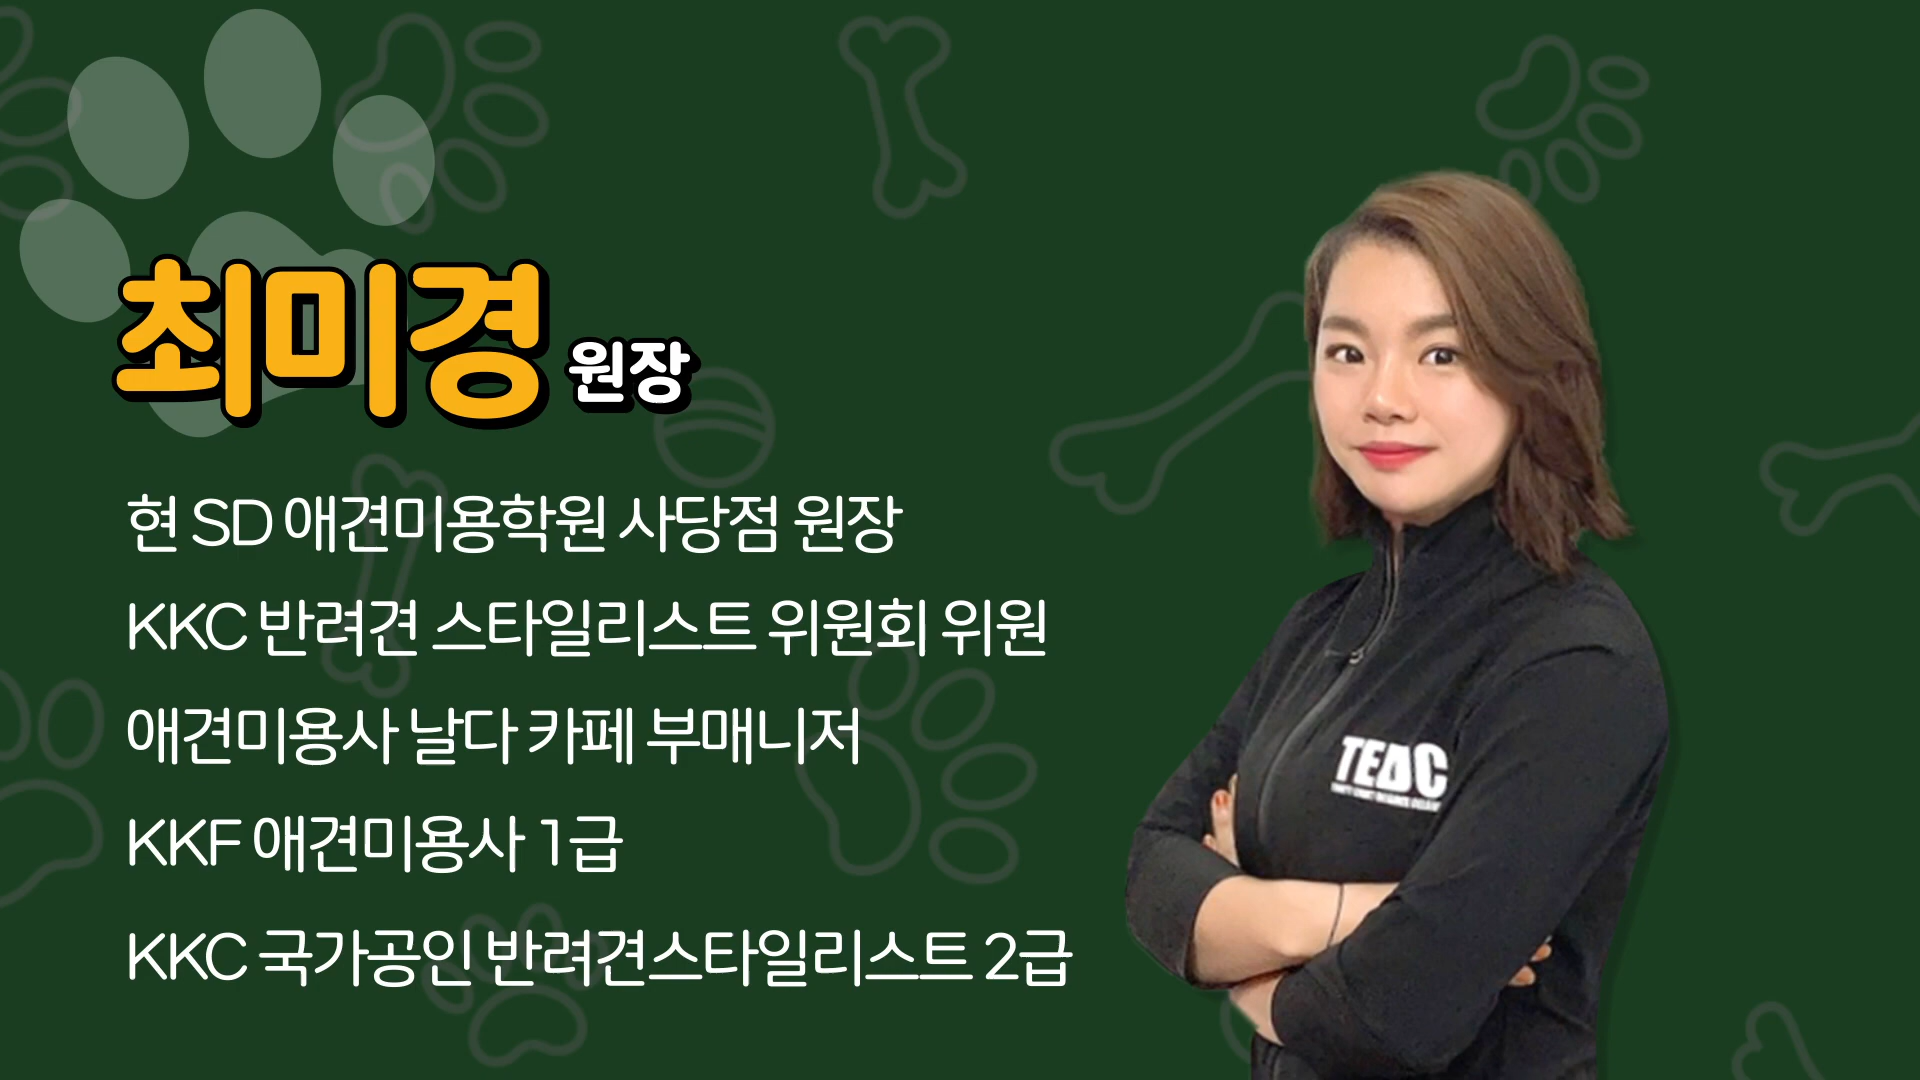 최미경 원장
현 SD 애견미용학원 사당점 원장
KKC 반려견 스타일리스트 위원회 위원
애견미용사 날다 카페 부매니저
KKF 애견미용사 1급
KKC 국가공인 반려견스타일리스트 2급
TEDC